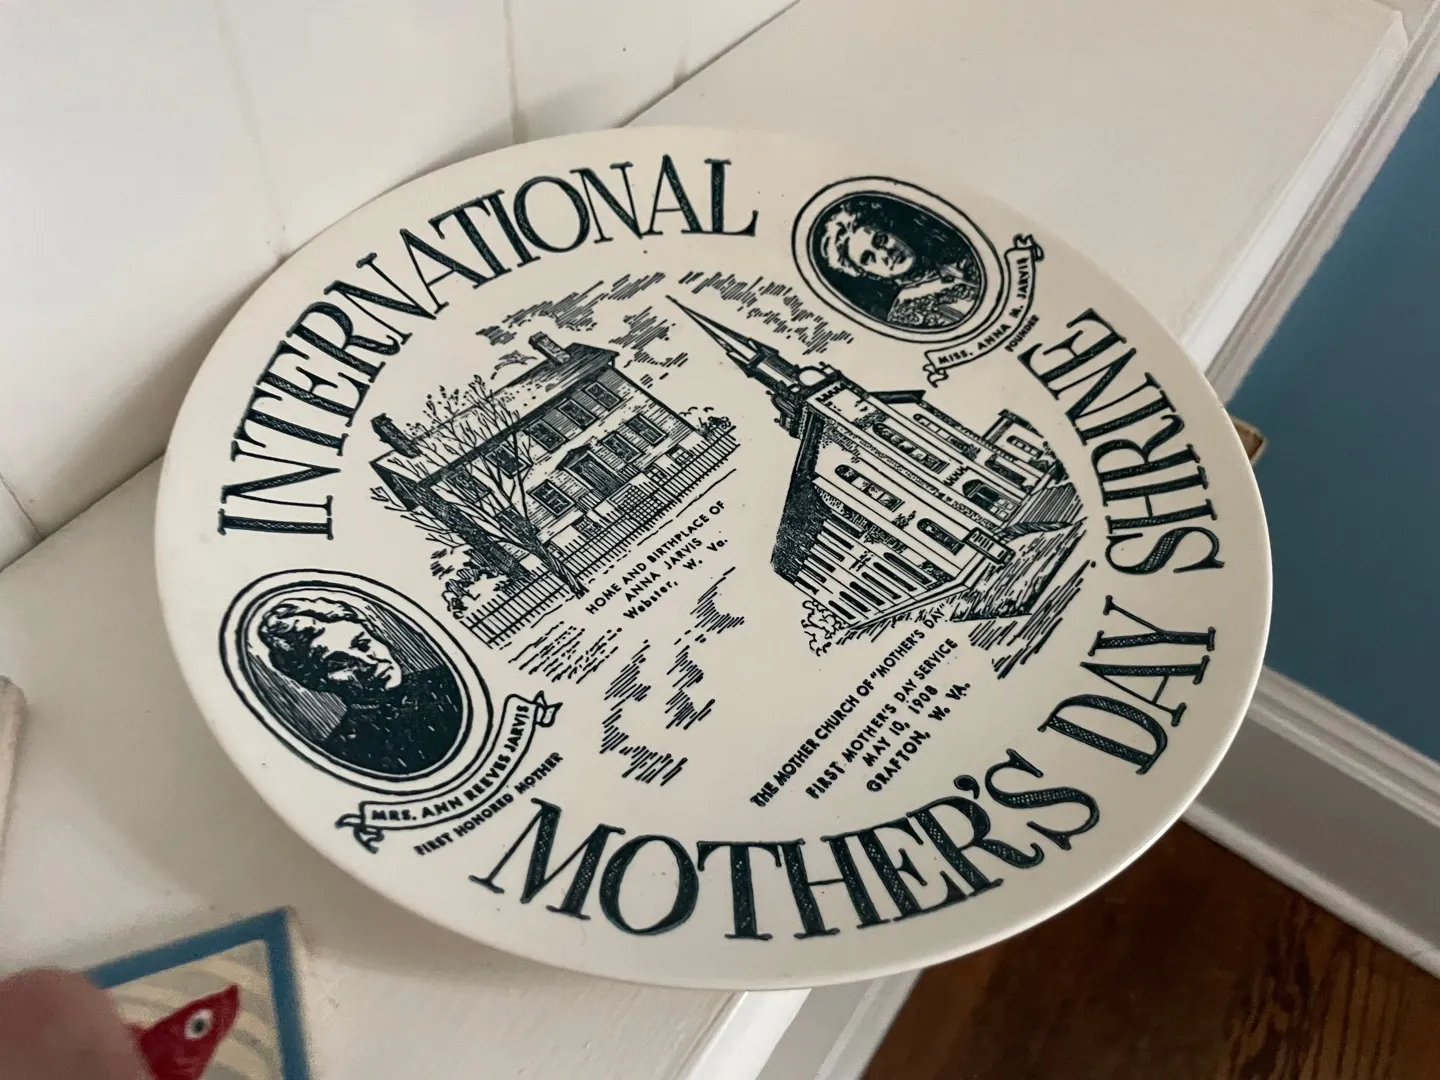 INTERNATIONAL
MOTHER'S DAY SHRINE
MISS. ANNA M. JARVIS
FOUNDER
HOME AND BIRTHPLACE OF
ANNA JARVIS
Webster, W. Va.
THE MOTHER CHURCH OF "MOTHER'S DAY"
FIRST MOTHER'S DAY SERVICE
MAY 10, 1908
GRAFTON, W. VA.
MRS. ANN REEVES JARVIS
FIRST HONORED MOTHER